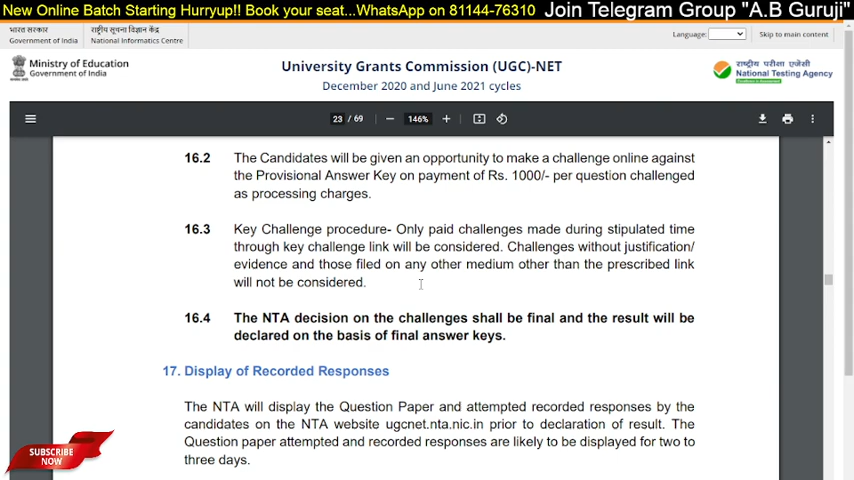 New Online Batch Starting Hurryup!! Book your seat...WhatsApp on 81144-76310 Join Telegram Group "A.B Guruji"
भारत सरकार
Government of India
राष्ट्रीय सूचना विज्ञान केंद्र
National Informatics Centre
Language:
Skip to main content
Ministry of Education
Government of India
University Grants Commission (UGC)-NET
December 2020 and June 2021 cycles
राष्ट्रीय परीक्षा एजेंसी
National Testing Agency
23 / 69
146%
16.2 The Candidates will be given an opportunity to make a challenge online against
the Provisional Answer Key on payment of Rs. 1000/- per question challenged
as processing charges.
16.3 Key Challenge procedure- Only paid challenges made during stipulated time
through key challenge link will be considered. Challenges without justification/
evidence and those filed on any other medium other than the prescribed link
will not be considered.
16.4 The NTA decision on the challenges shall be final and the result will be
declared on the basis of final answer keys.
17. Display of Recorded Responses
The NTA will display the Question Paper and attempted recorded responses by the
candidates on the NTA website ugcnet.nta.nic.in prior to declaration of result. The
Question paper attempted and recorded responses are likely to be displayed for two to
three days.
SUBSCRIBE
NOW